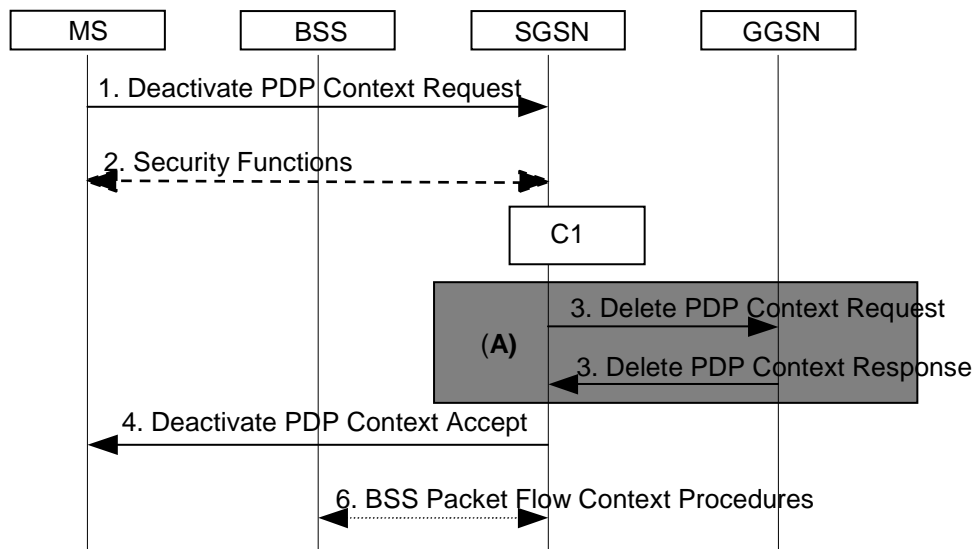 MS BSS SGSN GGSN
1. Deactivate PDP Context Request
2. Security Functions
C1
3. Delete PDP Context Request
(A)
3. Delete PDP Context Response
4. Deactivate PDP Context Accept
6. BSS Packet Flow Context Procedures